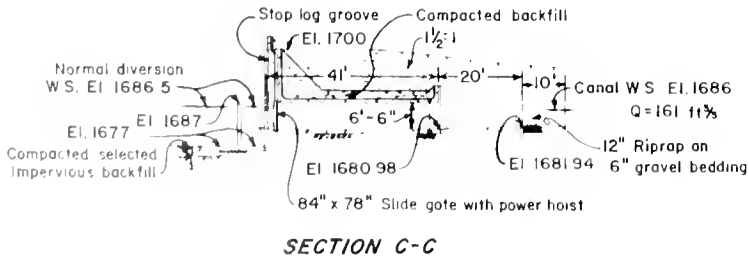 Stop log groove
El. 1700
Compacted backfill
1½:1
41'
20'
10'
Normal diversion
W.S. El 1686 5
Canal W S El. 1686
Q = 161 ft³/s
El 1687
6'-6"
El. 1677
Compacted selected
Impervious backfill
El 1680 98
El 1681 94
12" Riprap on
6" gravel bedding
84" x 78" Slide gate with power hoist
SECTION C-C